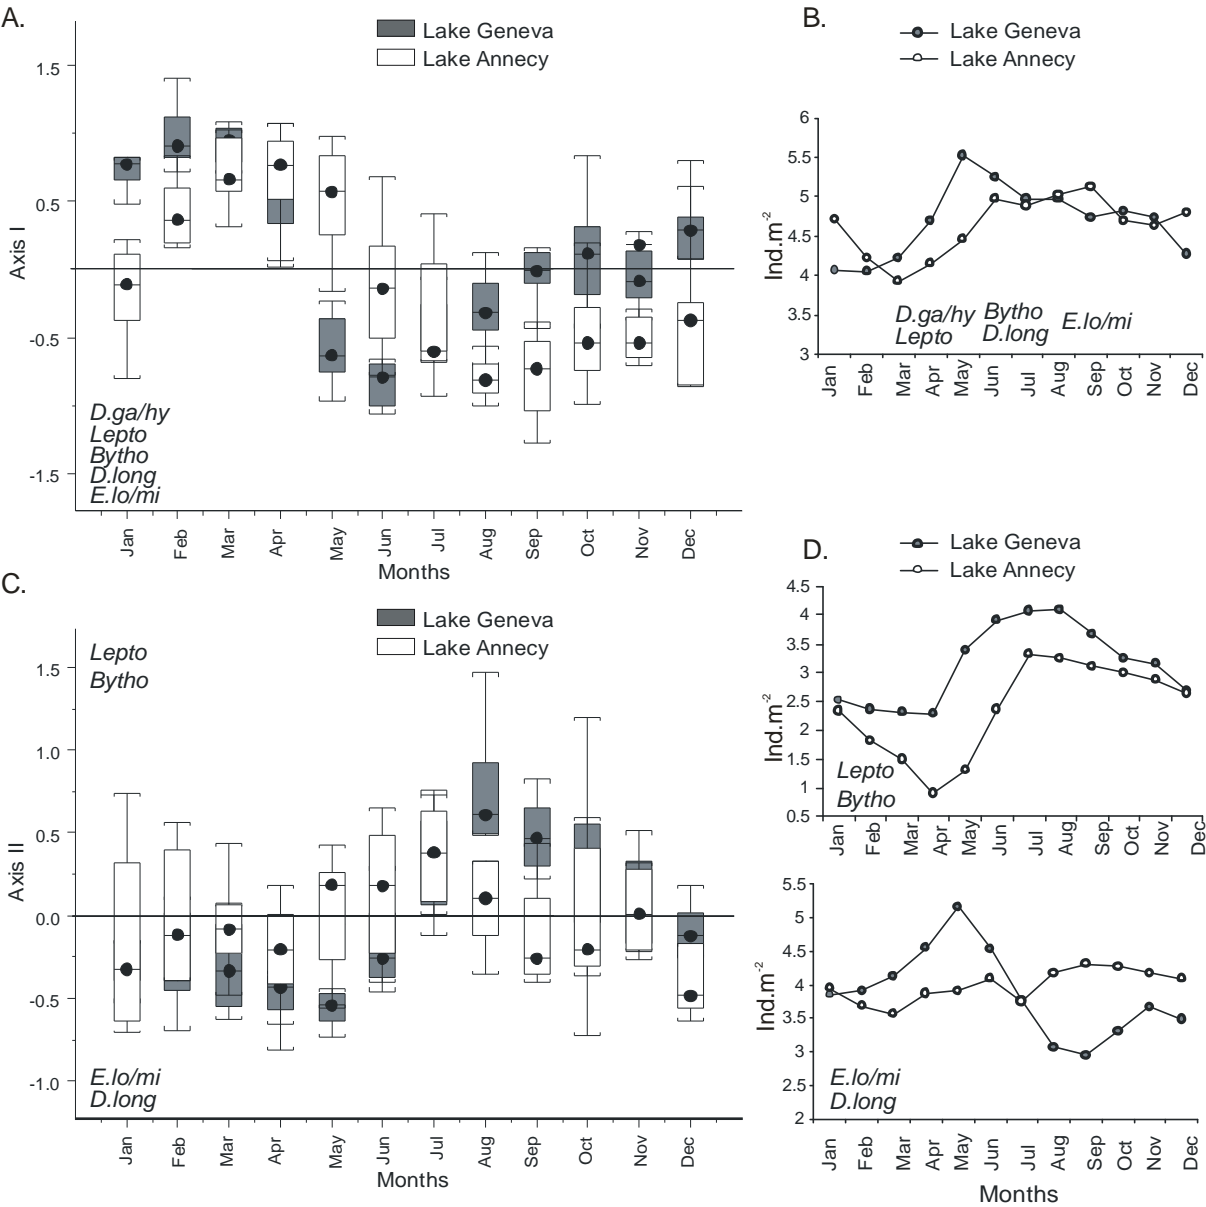 A.
Lake Geneva
Lake Annecy
1.5
0.5
-0.5
-1.5
Axis I
D.ga/hy
Lepto
Bytho
D.long
E.lo/mi
Jan Feb Mar Apr May Jun Jul Aug Sep Oct Nov Dec
Months
B.
Lake Geneva
Lake Annecy
6
5.5
5
4.5
4
3.5
3
Ind.m-2
D.ga/hy Bytho E.lo/mi
Lepto D.long
Jan Feb Mar Apr May Jun Jul Aug Sep Oct Nov Dec
C.
Lake Geneva
Lake Annecy
Lepto
Bytho
1.5
1.0
0.5
0.0
-0.5
-1.0
Axis II
E.lo/mi
D.long
Jan Feb Mar Apr May Jun Jul Aug Sep Oct Nov Dec
Months
D.
Lake Geneva
Lake Annecy
4.5
4
3.5
3
2.5
2
1.5
1
0.5
Ind.m-2
Lepto
Bytho
Jan Feb Mar Apr May Jun Jul Aug Sep Oct Nov Dec
5.5
5
4.5
4
3.5
3
2.5
2
Ind.m-2
E.lo/mi
D.long
Jan Feb Mar Apr May Jun Jul Aug Sep Oct Nov Dec
Months